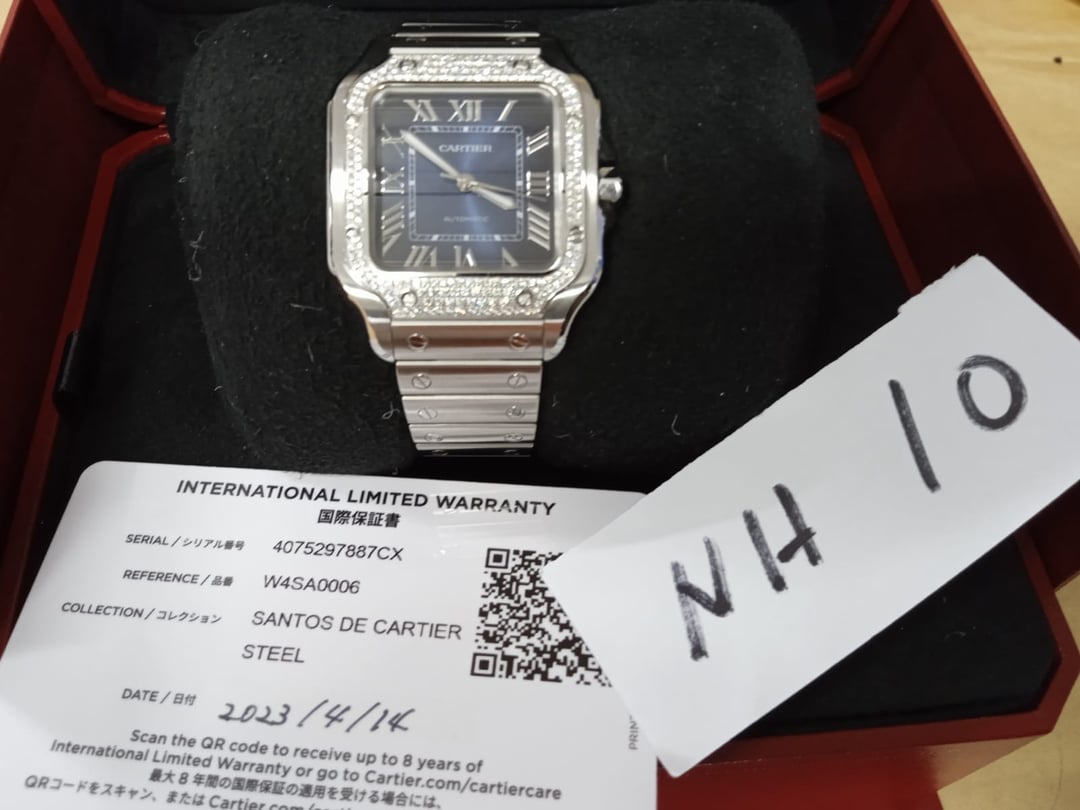 XI XII
CARTIER
AUTOMATIC
INTERNATIONAL LIMITED WARRANTY
国際保証書
SERIAL / シリアル番号 4075297887CX
REFERENCE / 品番 W4SA0006
COLLECTION / コレクション SANTOS DE CARTIER
STEEL
DATE / 日付 2023/4/14
Scan the QR code to receive up to 8 years of
International Limited Warranty or go to Cartier.com/cartiercare
最大8年間の国際保証の適用を受ける場合には、
QRコードをスキャン、または Cartier.com/
NH 10